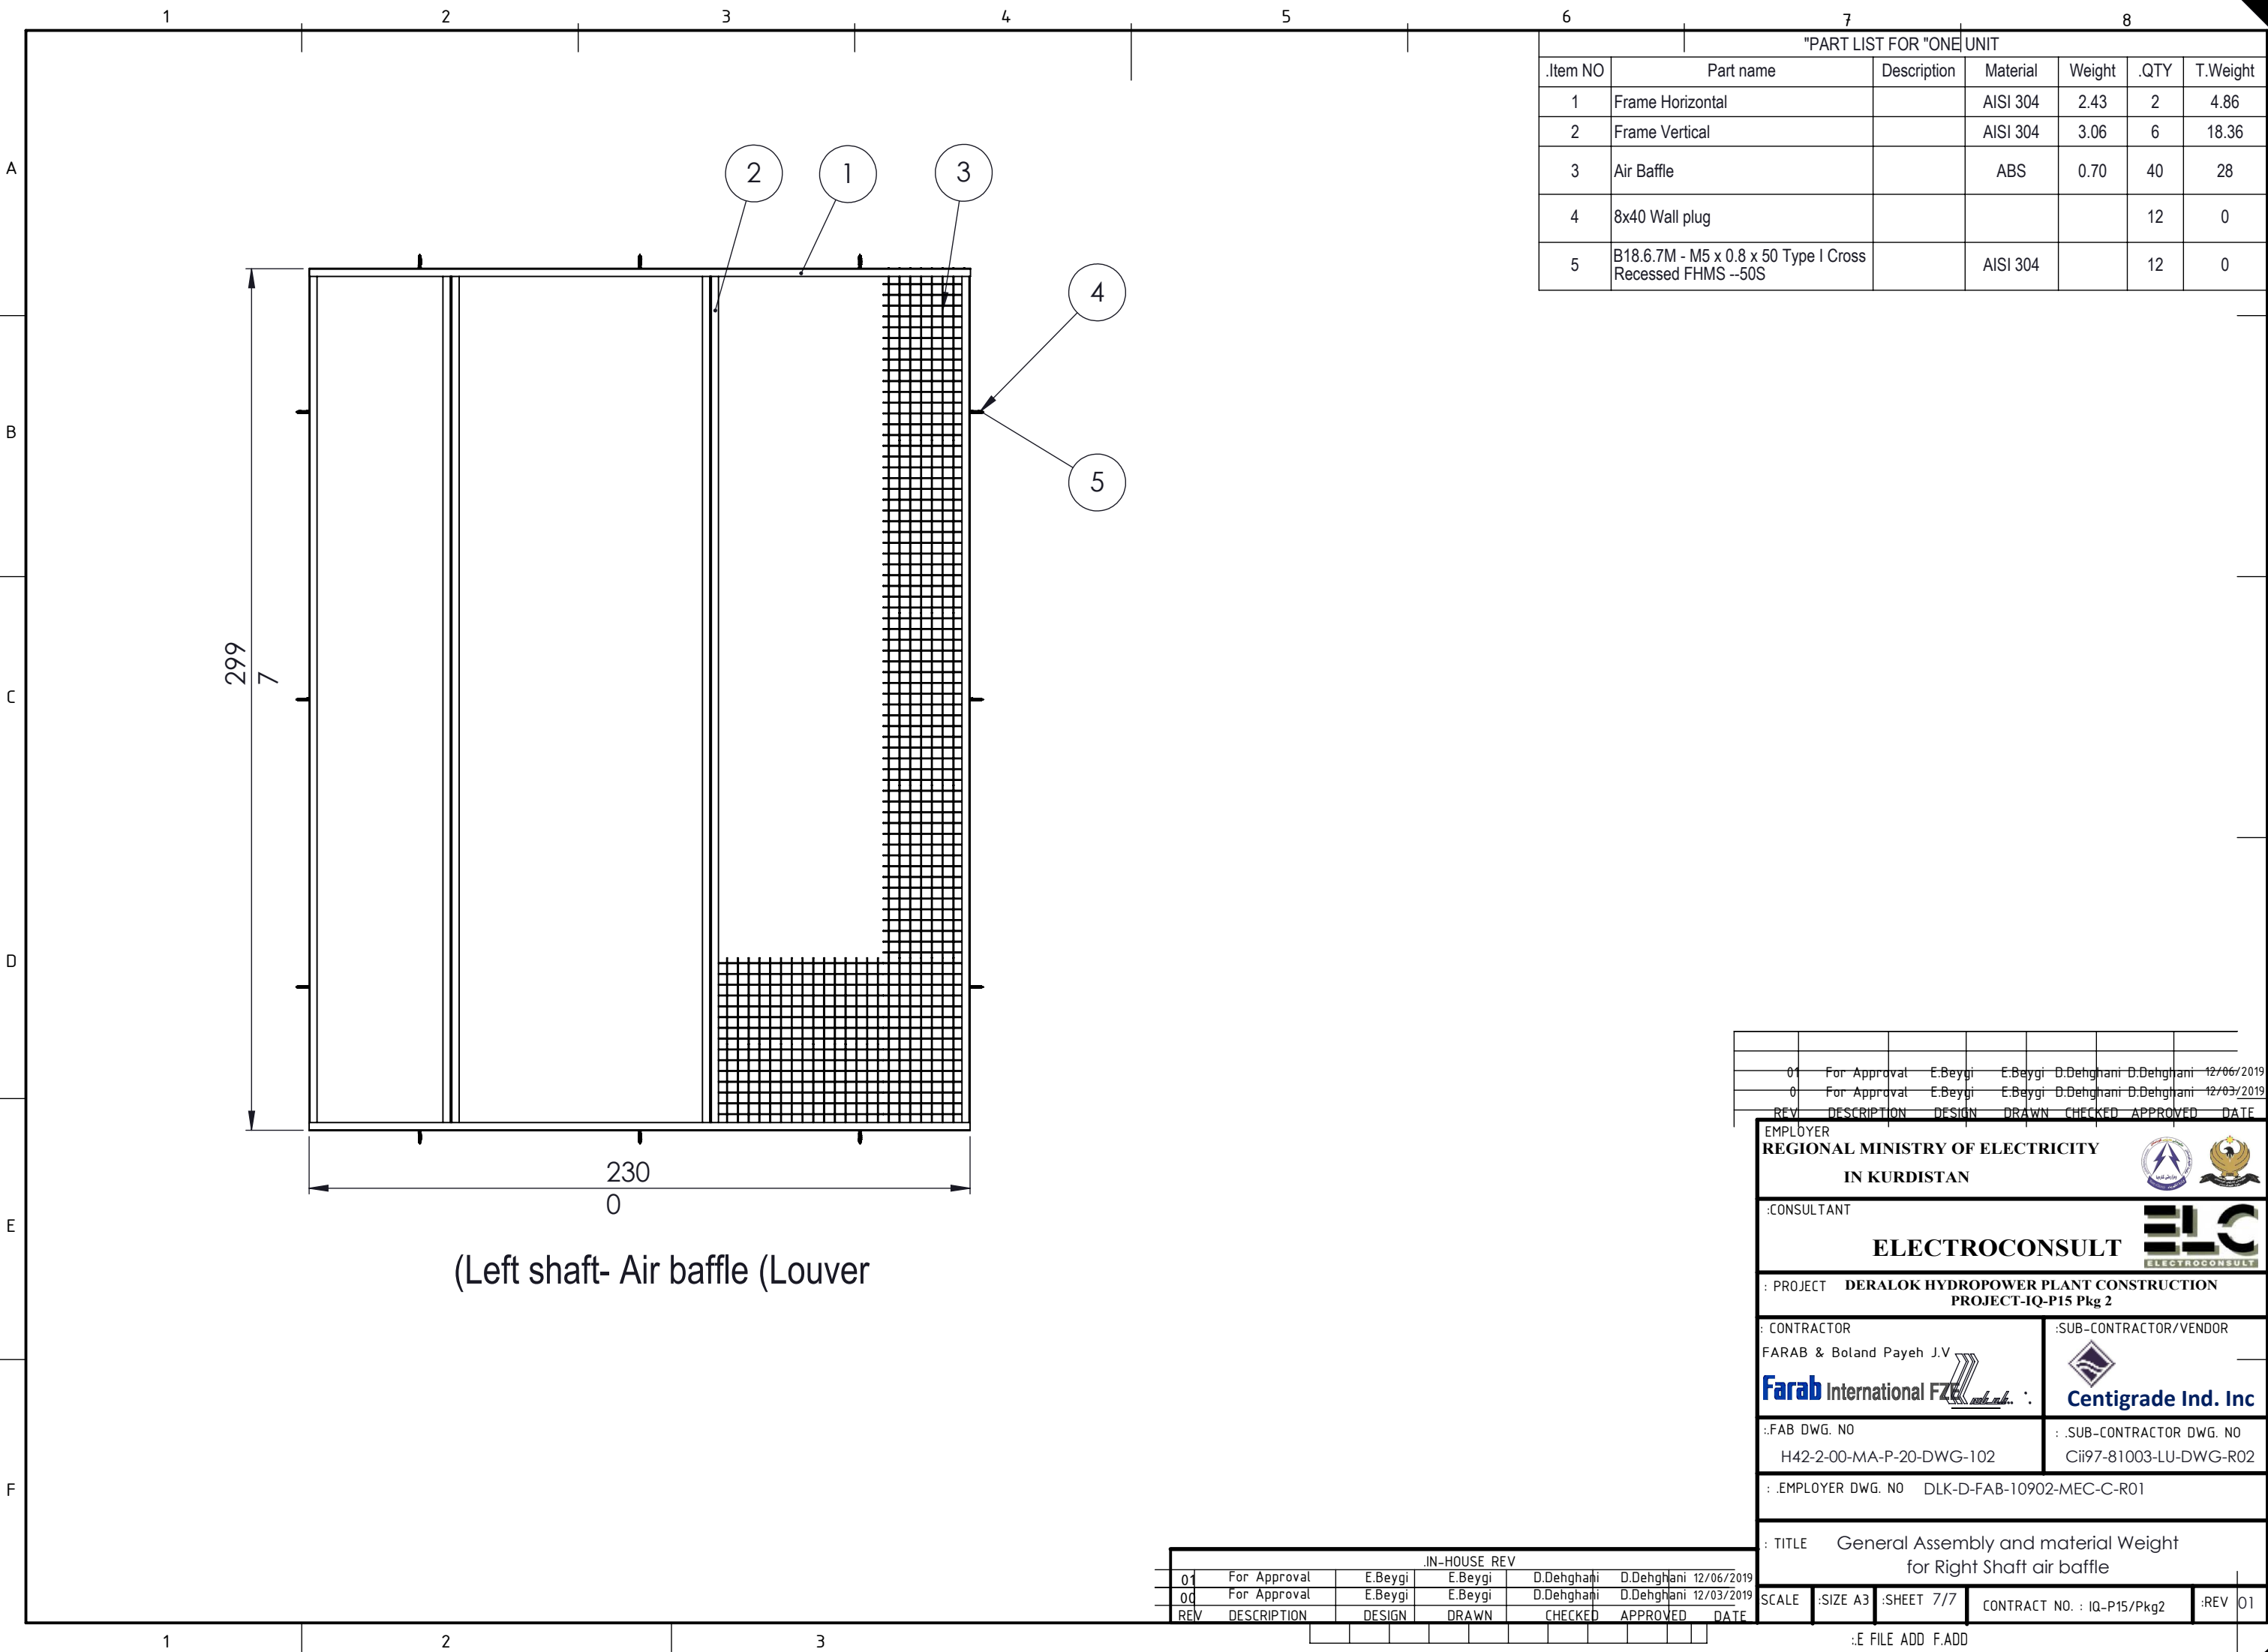 1 2 3 4 5 6 7 8
"PART LIST FOR "ONE UNIT
.Item NO Part name Description Material Weight .QTY T.Weight
1 Frame Horizontal AISI 304 2.43 2 4.86
2 Frame Vertical AISI 304 3.06 6 18.36
3 Air Baffle ABS 0.70 40 28
4 8x40 Wall plug 12 0
5 B18.6.7M - M5 x 0.8 x 50 Type I Cross
Recessed FHMS --50S AISI 304 12 0
A
B
C
D
E
F
2 1 3
4
5
299
7
230
0
(Left shaft- Air baffle (Louver
01 For Approval E.Beygi E.Beygi D.Dehghani D.Dehghani 12/06/2019
0 For Approval E.Beygi E.Beygi D.Dehghani D.Dehghani 12/03/2019
REV DESCRIPTION DESIGN DRAWN CHECKED APPROVED DATE
EMPLOYER
REGIONAL MINISTRY OF ELECTRICITY
IN KURDISTAN
:CONSULTANT
ELECTROCONSULT
ELC
ELECTROCONSULT
: PROJECT DERALOK HYDROPOWER PLANT CONSTRUCTION
PROJECT-IQ-P15 Pkg 2
: CONTRACTOR
FARAB & Boland Payeh J.V
Farab International FZE
:SUB-CONTRACTOR/VENDOR
Centigrade Ind. Inc
:.FAB DWG. NO
H42-2-00-MA-P-20-DWG-102
: .SUB-CONTRACTOR DWG. NO
Cii97-81003-LU-DWG-R02
: .EMPLOYER DWG. NO DLK-D-FAB-10902-MEC-C-R01
: TITLE General Assembly and material Weight
for Right Shaft air baffle
SCALE :SIZE A3 :SHEET 7/7 CONTRACT NO. : IQ-P15/Pkg2 :REV 01
.IN-HOUSE REV
01 For Approval E.Beygi E.Beygi D.Dehghani D.Dehghani 12/06/2019
00 For Approval E.Beygi E.Beygi D.Dehghani D.Dehghani 12/03/2019
REV DESCRIPTION DESIGN DRAWN CHECKED APPROVED DATE
:.E FILE ADD F.ADD
1 2 3